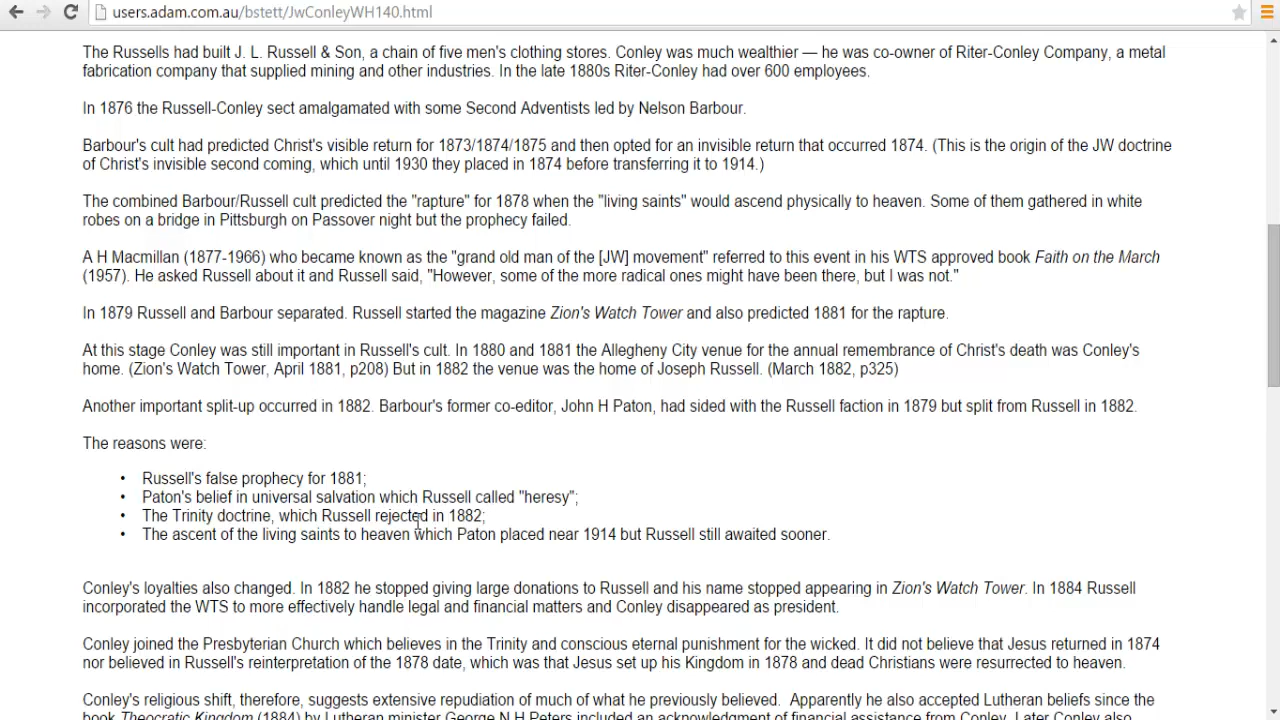 users.adam.com.au/bstett/JwConleyWH140.html
The Russells had built J. L. Russell & Son, a chain of five men's clothing stores. Conley was much wealthier — he was co-owner of Riter-Conley Company, a metal
fabrication company that supplied mining and other industries. In the late 1880s Riter-Conley had over 600 employees.
In 1876 the Russell-Conley sect amalgamated with some Second Adventists led by Nelson Barbour.
Barbour's cult had predicted Christ's visible return for 1873/1874/1875 and then opted for an invisible return that occurred 1874. (This is the origin of the JW doctrine
of Christ's invisible second coming, which until 1930 they placed in 1874 before transferring it to 1914.)
The combined Barbour/Russell cult predicted the "rapture" for 1878 when the "living saints" would ascend physically to heaven. Some of them gathered in white
robes on a bridge in Pittsburgh on Passover night but the prophecy failed.
A H Macmillan (1877-1966) who became known as the "grand old man of the [JW] movement" referred to this event in his WTS approved book Faith on the March
(1957). He asked Russell about it and Russell said, "However, some of the more radical ones might have been there, but I was not."
In 1879 Russell and Barbour separated. Russell started the magazine Zion's Watch Tower and also predicted 1881 for the rapture.
At this stage Conley was still important in Russell's cult. In 1880 and 1881 the Allegheny City venue for the annual remembrance of Christ's death was Conley's
home. (Zion's Watch Tower, April 1881, p208) But in 1882 the venue was the home of Joseph Russell. (March 1882, p325)
Another important split-up occurred in 1882. Barbour's former co-editor, John H Paton, had sided with the Russell faction in 1879 but split from Russell in 1882.
The reasons were:
• Russell's false prophecy for 1881;
• Paton's belief in universal salvation which Russell called "heresy";
• The Trinity doctrine, which Russell rejected in 1882;
• The ascent of the living saints to heaven which Paton placed near 1914 but Russell still awaited sooner.
Conley's loyalties also changed. In 1882 he stopped giving large donations to Russell and his name stopped appearing in Zion's Watch Tower. In 1884 Russell
incorporated the WTS to more effectively handle legal and financial matters and Conley disappeared as president.
Conley joined the Presbyterian Church which believes in the Trinity and conscious eternal punishment for the wicked. It did not believe that Jesus returned in 1874
nor believed in Russell's reinterpretation of the 1878 date, which was that Jesus set up his Kingdom in 1878 and dead Christians were resurrected to heaven.
Conley's religious shift, therefore, suggests extensive repudiation of much of what he previously believed. Apparently he also accepted Lutheran beliefs since the
book Theocratic Kingdom (1884) by Lutheran minister George N H Peters included an acknowledgment of financial assistance from Conley. Later Conley also